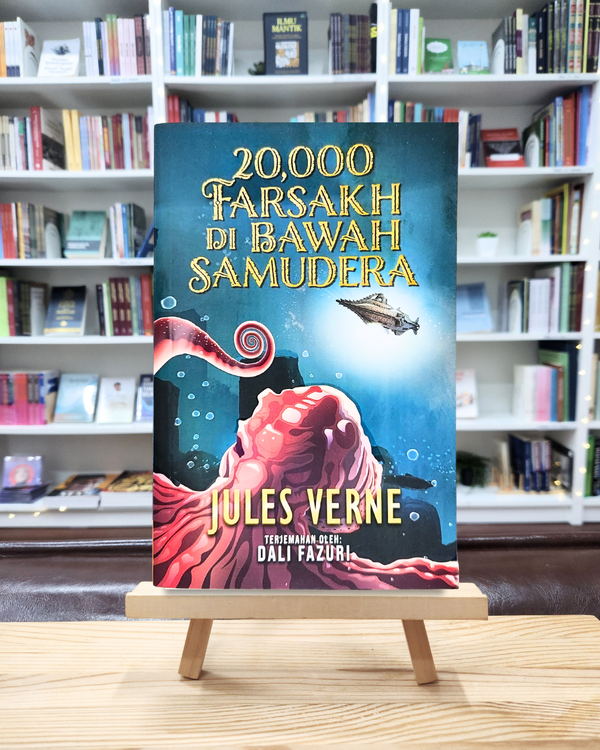 ILMU
MANTIK
20,000
FARSAKH
DI BAWAH
SAMUDERA
JULES VERNE
TERJEMAHAN OLEH:
DALI FAZURI